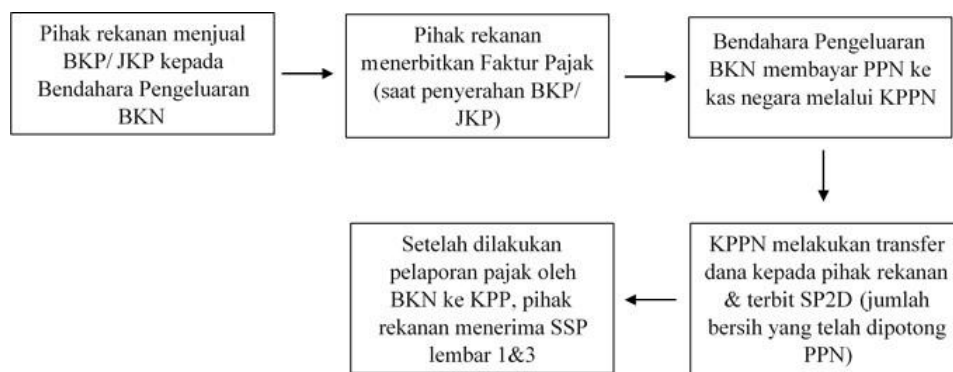 Pihak rekanan menjual
BKP/ JKP kepada
Bendahara Pengeluaran
BKN
Pihak rekanan
menerbitkan Faktur Pajak
(saat penyerahan BKP/
JKP)
Bendahara Pengeluaran
BKN membayar PPN ke
kas negara melalui KPPN
KPPN melakukan transfer
dana kepada pihak rekanan
& terbit SP2D (jumlah
bersih yang telah dipotong
PPN)
Setelah dilakukan
pelaporan pajak oleh
BKN ke KPP, pihak
rekanan menerima SSP
lembar 1&3